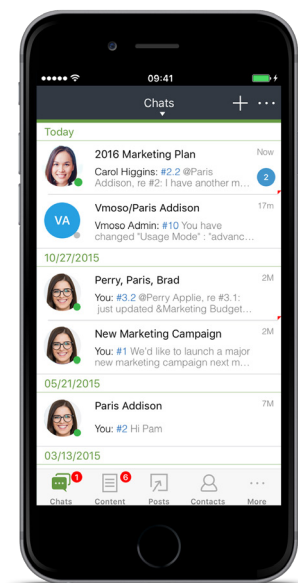 09:41
Chats
Today
2016 Marketing Plan
Now
Carol Higgins: #2.2 @Paris
Addison, re #2: I have another m...
2
VA
Vmoso/Paris Addison
17m
Vmoso Admin: #10 You have
changed "Usage Mode" : "advanc...
10/27/2015
Perry, Paris, Brad
2M
You: #3.2 @Perry Applie, re #3.1:
just updated &Marketing Budget...
New Marketing Campaign
2M
You: #1 We'd like to launch a major
new marketing campaign next m...
05/21/2015
Paris Addison
7M
You: #2 Hi Pam
03/13/2015
1
6
Chats
Content
Posts
Contacts
More